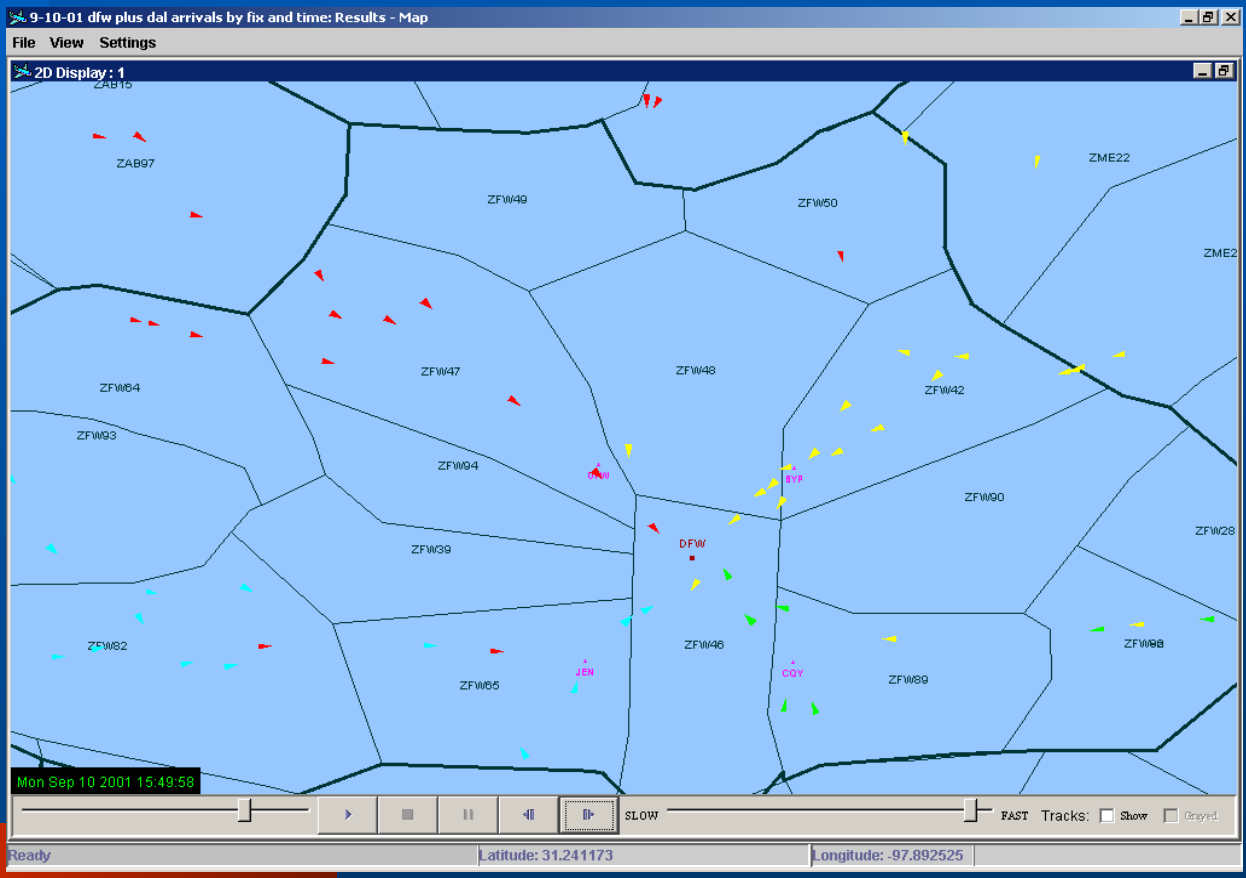 9-10-01 dfw plus dal arrivals by fix and time: Results - Map
File View Settings
2D Display : 1
ZAB15
ZAB97
ZME22
ZFW49
ZFW50
ZME2
ZFW64
ZFW47
ZFW48
ZFW42
ZFW93
ZFW94
BYP
ZFW90
ZFW28
DFW
ZFW39
ZFW82
ZFW46
JEN
CQY
ZFW65
ZFW89
Mon Sep 10 2001 15:49:58
SLOW
FAST Tracks: Show Grayed
Ready
Latitude: 31.241173
Longitude: -97.892525